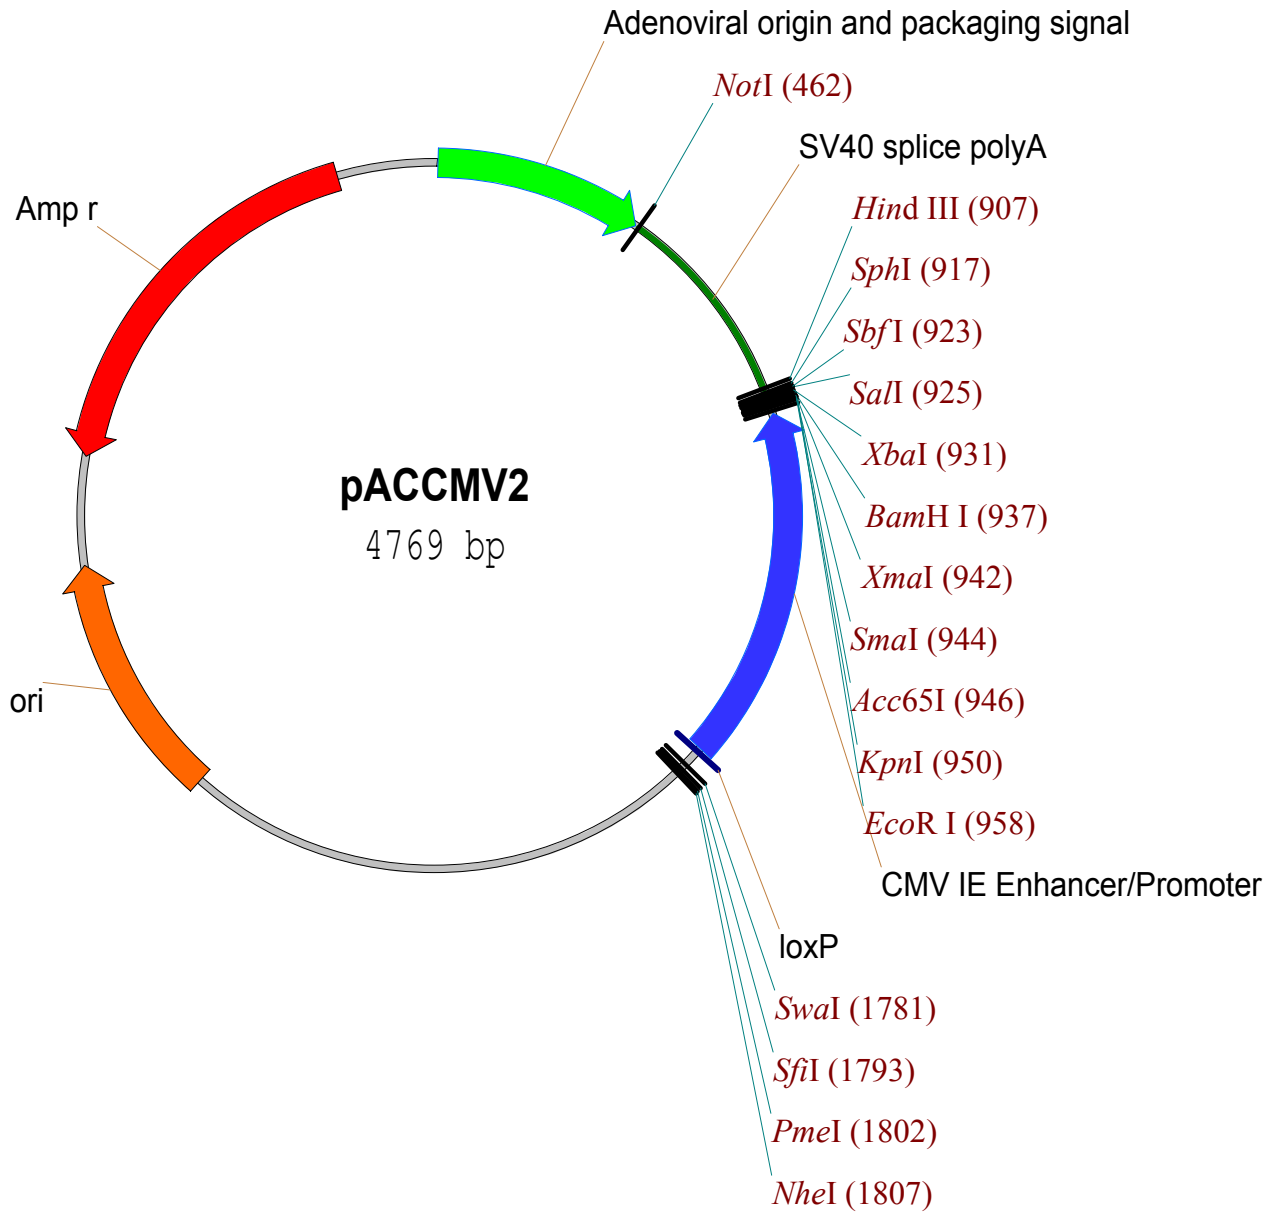 Adenoviral origin and packaging signal
NotI (462)
SV40 splice polyA
Amp r
Hind III (907)
SphI (917)
SbfI (923)
SalI (925)
XbaI (931)
BamH I (937)
pACCMV2
4769 bp
XmaI (942)
SmaI (944)
ori
Acc65I (946)
KpnI (950)
EcoR I (958)
CMV IE Enhancer/Promoter
loxP
SwaI (1781)
SfiI (1793)
PmeI (1802)
NheI (1807)